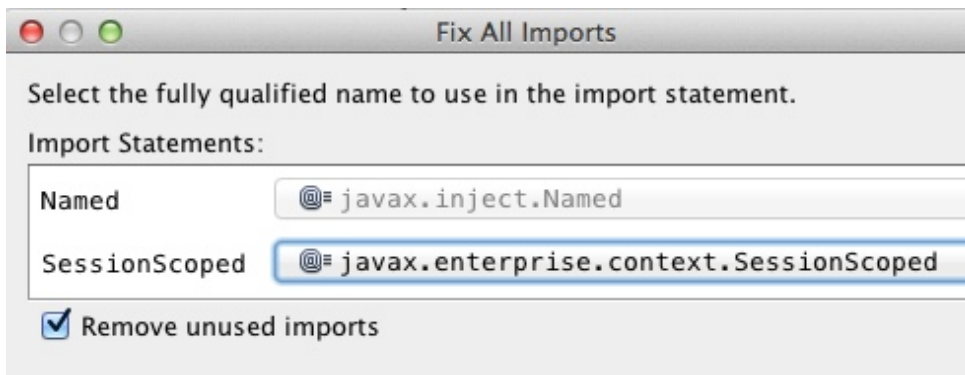 Fix All Imports
Select the fully qualified name to use in the import statement.
Import Statements:
Named @ javax.inject.Named
SessionScoped @ javax.enterprise.context.SessionScoped
Remove unused imports